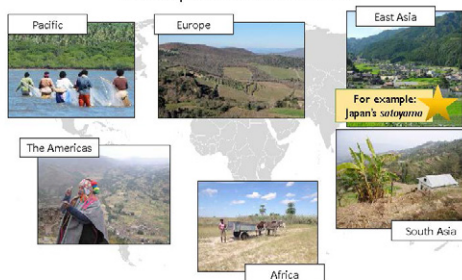 Pacific
Europe
East Asia
For example:
Japan's satoyama
The Americas
South Asia
Africa